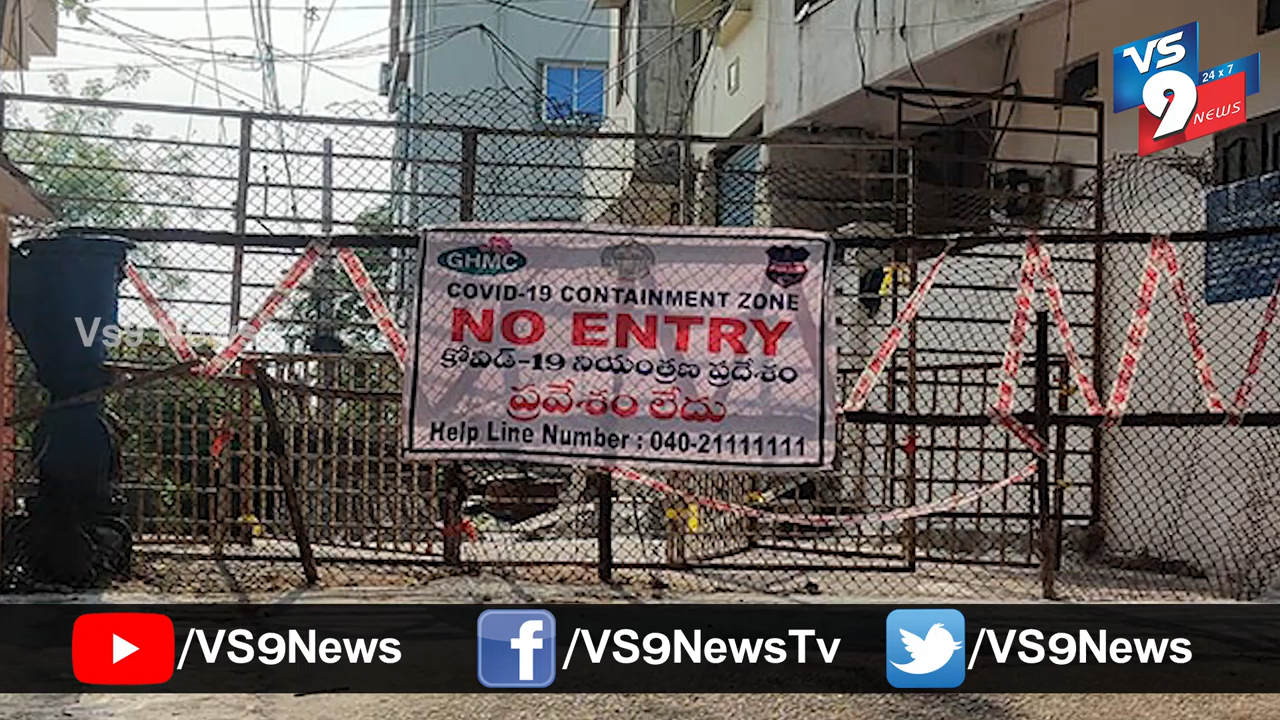 VS
9
24 x 7
NEWS
GHMC
COVID-19 CONTAINMENT ZONE
NO ENTRY
కోవిడ్-19 నియంత్రణ ప్రదేశం
ప్రవేశం లేదు
Help Line Number : 040-21111111
Vs9 News
/VS9News
/VS9NewsTv
/VS9News